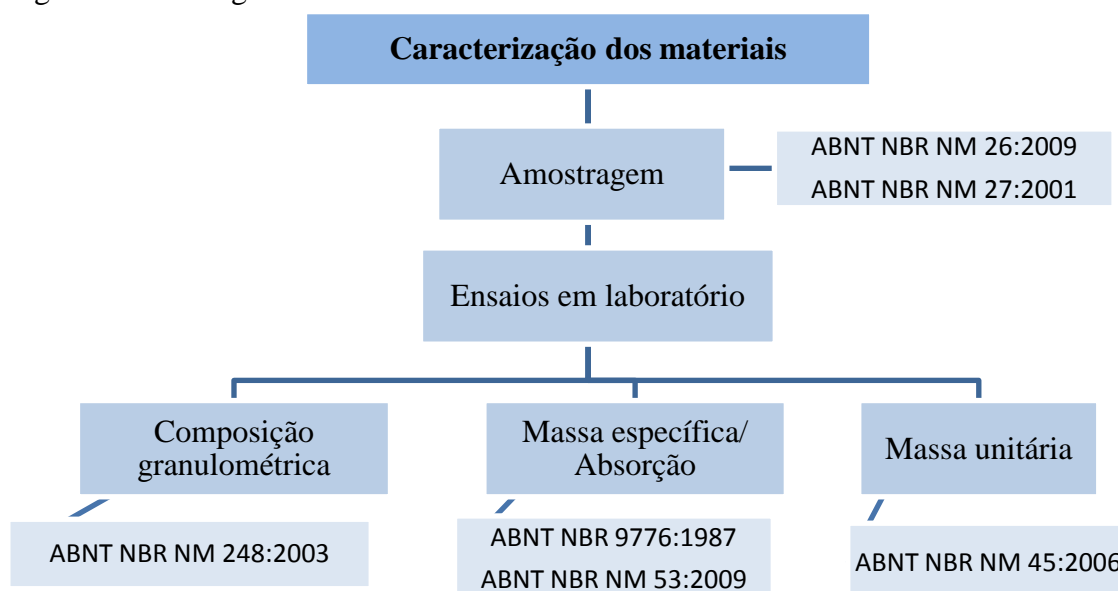 Caracterização dos materiais
Amostragem
ABNT NBR NM 26:2009
ABNT NBR NM 27:2001
Ensaios em laboratório
Composição
granulométrica
Massa específica/
Absorção
Massa unitária
ABNT NBR NM 248:2003
ABNT NBR 9776:1987
ABNT NBR NM 53:2009
ABNT NBR NM 45:2006